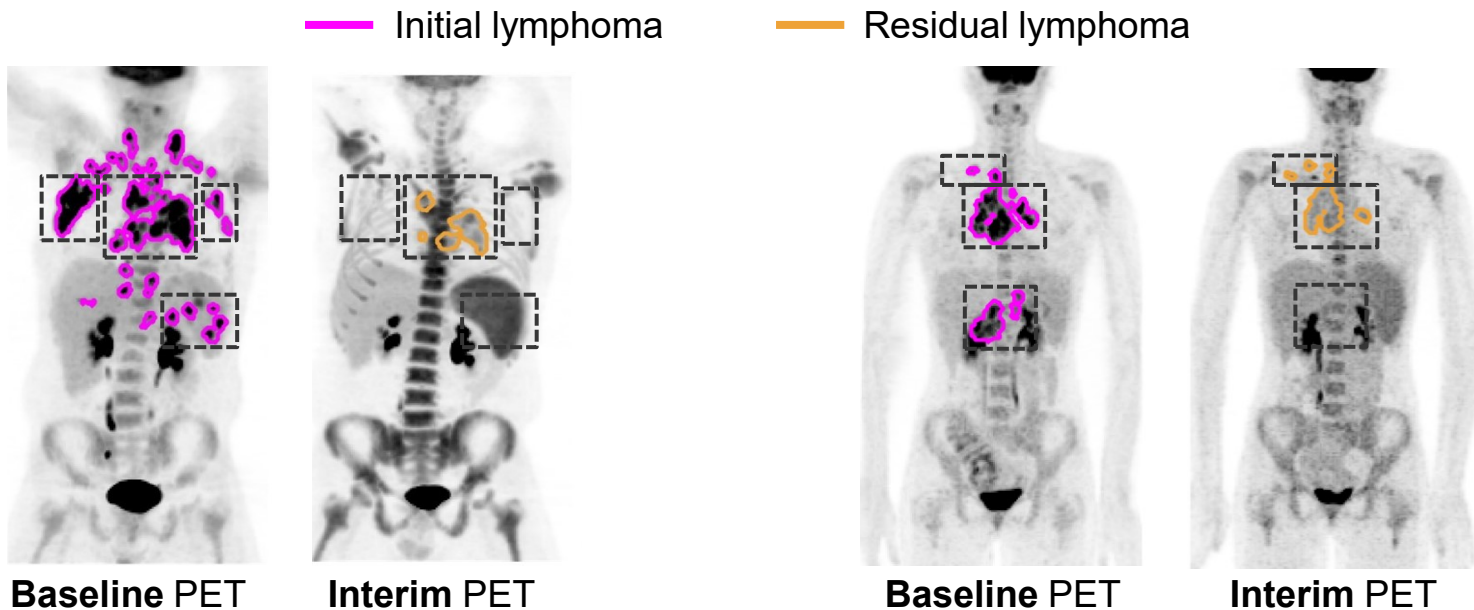 Initial lymphoma
Residual lymphoma
Baseline PET
Interim PET
Baseline PET
Interim PET